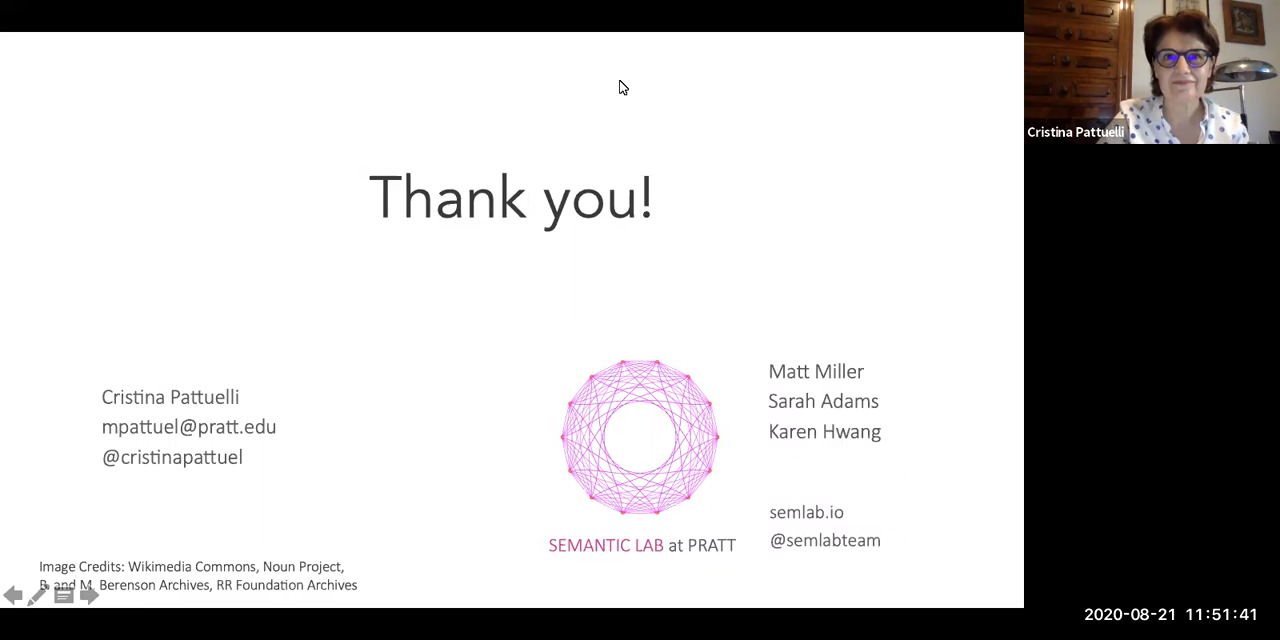 Thank you!
Cristina Pattuelli
mpattuel@pratt.edu
@cristinapattuel
Matt Miller
Sarah Adams
Karen Hwang
semlab.io
@semlabteam
SEMANTIC LAB at PRATT
Image Credits: Wikimedia Commons, Noun Project,
B. and M. Berenson Archives, RR Foundation Archives
Cristina Pattuelli
2020-08-21 11:51:41